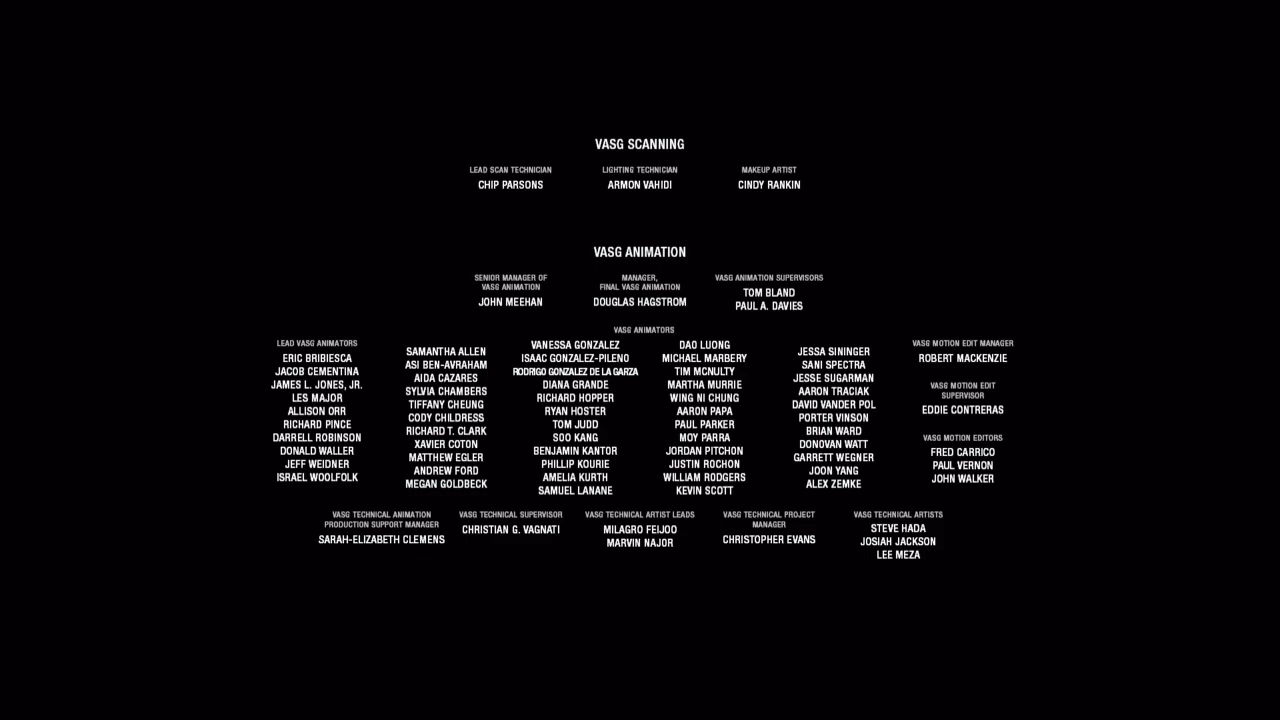 VASG SCANNING
LEAD SCAN TECHNICIAN
CHIP PARSONS
LIGHTING TECHNICIAN
ARMON VAHIDI
MAKEUP ARTIST
CINDY RANKIN
VASG ANIMATION
SENIOR MANAGER OF
VASG ANIMATION
JOHN MEEHAN
MANAGER,
FINAL VASG ANIMATION
DOUGLAS HAGSTROM
VASG ANIMATION SUPERVISORS
TOM BLAND
PAUL A. DAVIES
LEAD VASG ANIMATORS
ERIC BRIBIESCA
JACOB CEMENTINA
JAMES L. JONES, JR.
LES MAJOR
ALLISON ORR
RICHARD PINCE
DARRELL ROBINSON
DONALD WALLER
JEFF WEIDNER
ISRAEL WOOLFOLK
VASG ANIMATORS
SAMANTHA ALLEN
ASI BEN-AVRAHAM
AIDA CAZARES
SYLVIA CHAMBERS
TIFFANY CHEUNG
CODY CHILDRESS
RICHARD T. CLARK
XAVIER COTON
MATTHEW EGLER
ANDREW FORD
MEGAN GOLDBECK
VANESSA GONZALEZ
ISAAC GONZALEZ-PILENO
RODRIGO GONZALEZ DE LA GARZA
DIANA GRANDE
RICHARD HOPPER
RYAN HOSTER
TOM JUDD
SOO KANG
BENJAMIN KANTOR
PHILLIP KOURIE
AMELIA KURTH
SAMUEL LANANE
DAO LUONG
MICHAEL MARBERY
TIM MCNULTY
MARTHA MURRIE
WING NI CHUNG
AARON PAPA
PAUL PARKER
MOY PARRA
JORDAN PITCHON
JUSTIN ROCHON
WILLIAM RODGERS
KEVIN SCOTT
JESSA SININGER
SANI SPECTRA
JESSE SUGARMAN
AARON TRACIAK
DAVID VANDER POL
PORTER VINSON
BRIAN WARD
DONOVAN WATT
GARRETT WEGNER
JOON YANG
ALEX ZEMKE
VASG MOTION EDIT MANAGER
ROBERT MACKENZIE
VASG MOTION EDIT
SUPERVISOR
EDDIE CONTRERAS
VASG MOTION EDITORS
FRED CARRICO
PAUL VERNON
JOHN WALKER
VASG TECHNICAL ANIMATION
PRODUCTION SUPPORT MANAGER
SARAH-ELIZABETH CLEMENS
VASG TECHNICAL SUPERVISOR
CHRISTIAN G. VAGNATI
VASG TECHNICAL ARTIST LEADS
MILAGRO FEIJOO
MARVIN NAJOR
VASG TECHNICAL PROJECT
MANAGER
CHRISTOPHER EVANS
VASG TECHNICAL ARTISTS
STEVE HADA
JOSIAH JACKSON
LEE MEZA